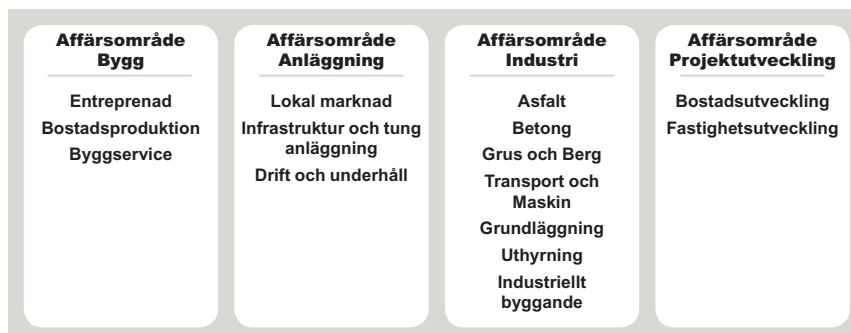 Affärsområde
Bygg
Entreprenad
Bostadsproduktion
Byggservice
Affärsområde
Anläggning
Lokal marknad
Infrastruktur och tung
anläggning
Drift och underhåll
Affärsområde
Industri
Asfalt
Betong
Grus och Berg
Transport och
Maskin
Grundläggning
Uthyrning
Industriellt
byggande
Affärsområde
Projektutveckling
Bostadsutveckling
Fastighetsutveckling